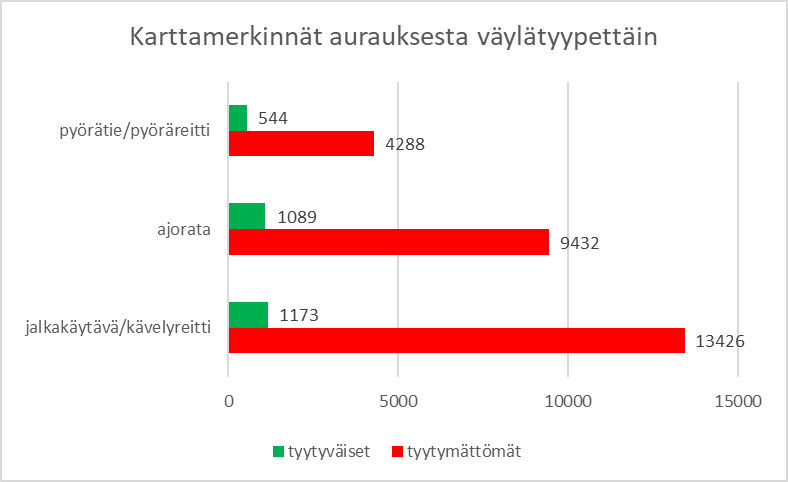 Karttamerkinnät aurauksesta väylätyypettäin
pyörätie/pyöräreitti
544
4288
ajorata
1089
9432
jalkakäytävä/kävelyreitti
1173
13426
0 5000 10000 15000
tyytyväiset tyytymättömät